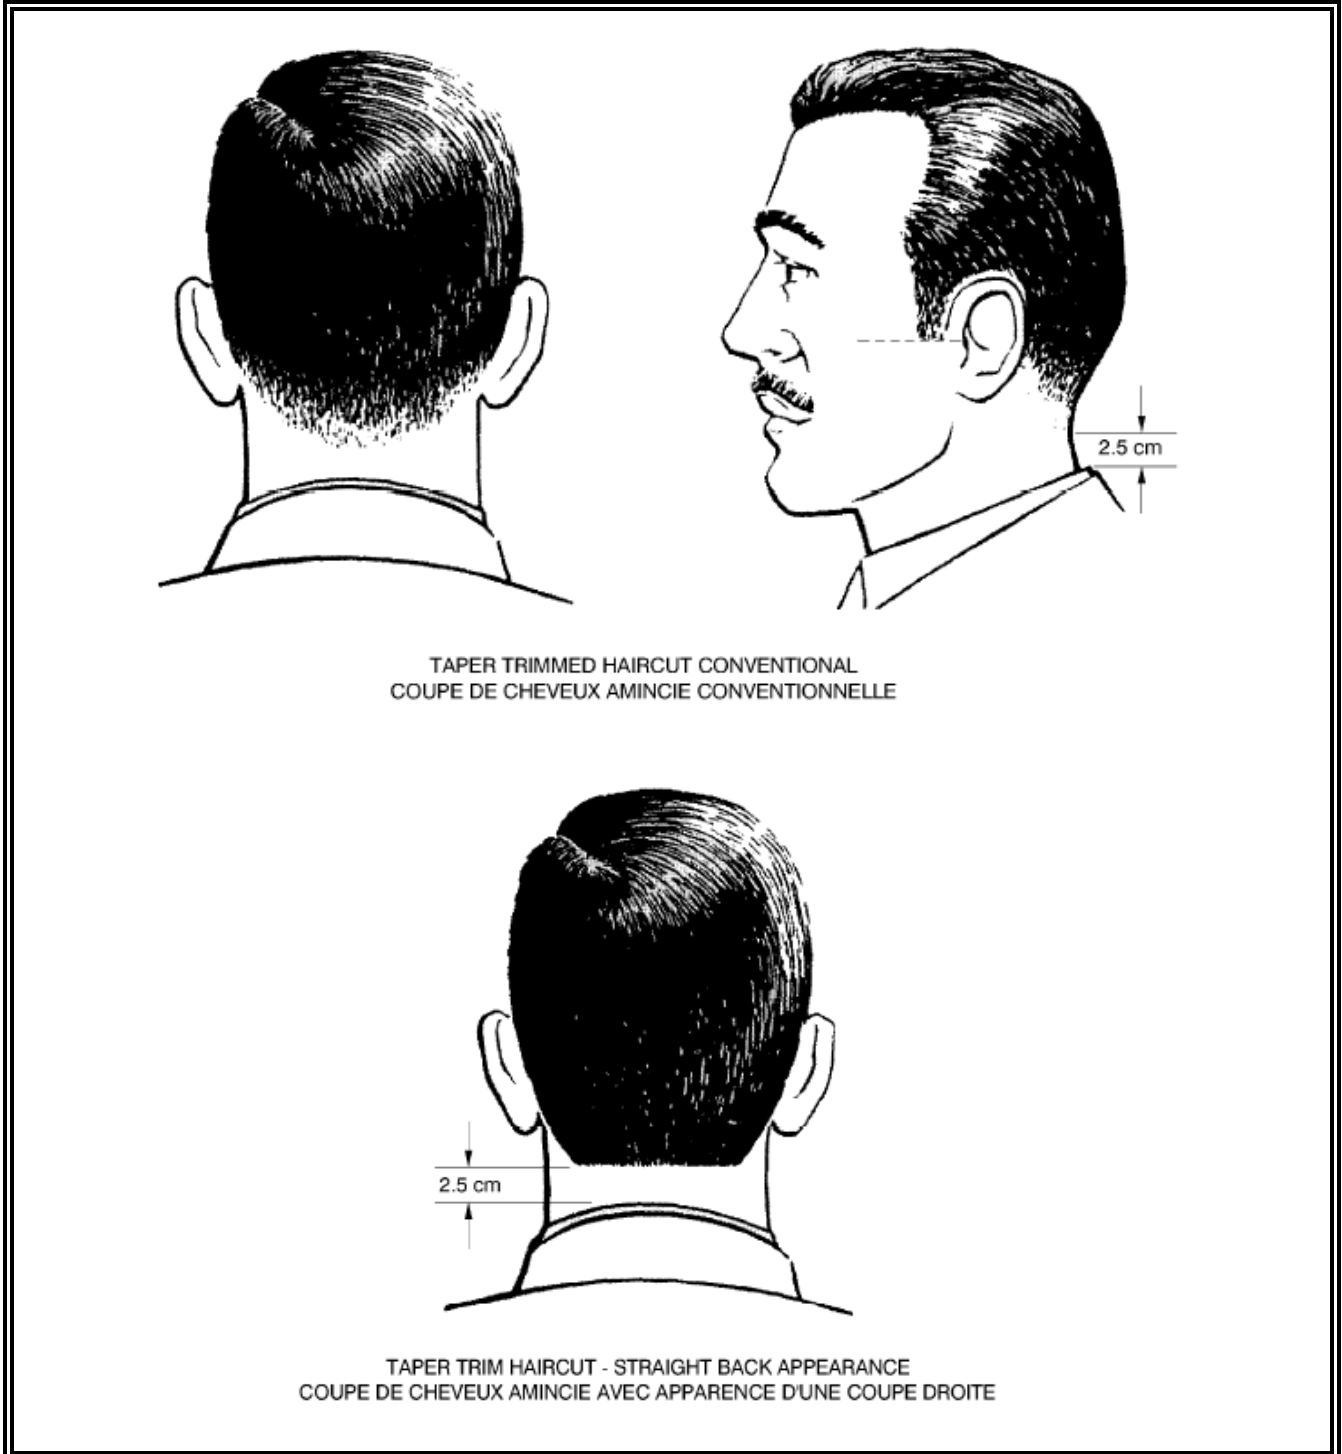 2.5 cm
TAPER TRIMMED HAIRCUT CONVENTIONAL
COUPE DE CHEVEUX AMINCIE CONVENTIONNELLE
2.5 cm
TAPER TRIM HAIRCUT - STRAIGHT BACK APPEARANCE
COUPE DE CHEVEUX AMINCIE AVEC APPARENCE D'UNE COUPE DROITE